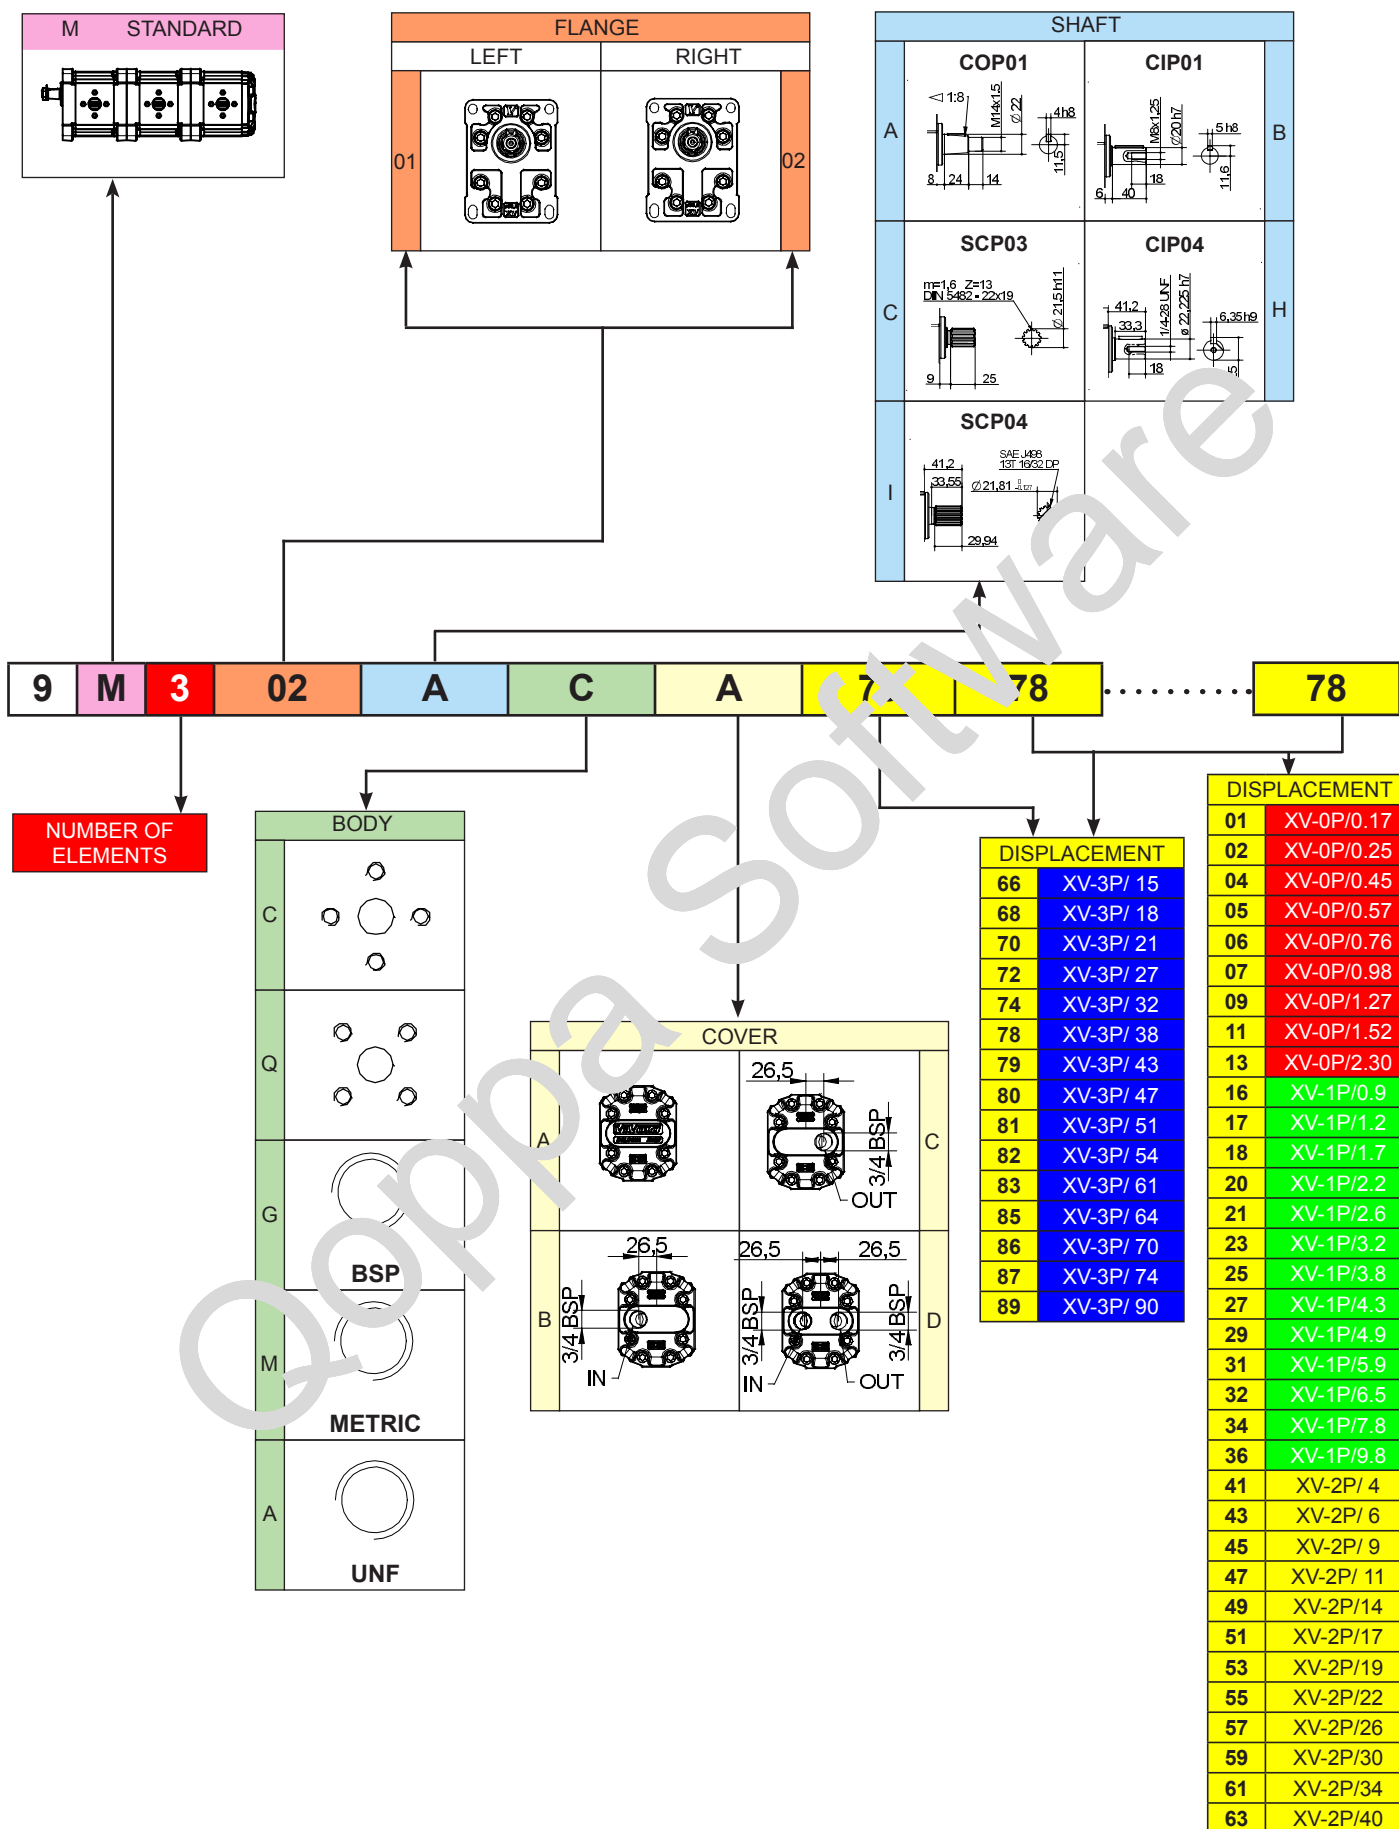 M STANDARD
FLANGE
LEFT RIGHT
01 02
SHAFT
COP01 CIP01
A B
1:8
M14x1.5
Ø 22
4 h8
11,5
8 24 14
M8x1,25
Ø20 h7
5 h8
11,6
18
6 40
SCP03 CIP04
C H
m=1,6 Z=13
DIN 5482 - 22x19
Ø 21,5 h11
9 25
41,2
33,3
1/4-28 UNF
ø 22,225 h7
6,35 h9
18
SCP04
I
41,2
33,55
SAE J498
13T 16/32 DP
Ø 21,81
29,94
9 M 3 02 A C A 78 ........ 78
NUMBER OF
ELEMENTS
BODY
C
Q
G
BSP
M
METRIC
A
UNF
COVER
A C
26,5
3/4 BSP
OUT
B D
26,5
3/4 BSP
IN
26,5 26,5
3/4 BSP
3/4 BSP
IN OUT
DISPLACEMENT
66 XV-3P/ 15
68 XV-3P/ 18
70 XV-3P/ 21
72 XV-3P/ 27
74 XV-3P/ 32
78 XV-3P/ 38
79 XV-3P/ 43
80 XV-3P/ 47
81 XV-3P/ 51
82 XV-3P/ 54
83 XV-3P/ 61
85 XV-3P/ 64
86 XV-3P/ 70
87 XV-3P/ 74
89 XV-3P/ 90
DISPLACEMENT
01 XV-0P/0.17
02 XV-0P/0.25
04 XV-0P/0.45
05 XV-0P/0.57
06 XV-0P/0.76
07 XV-0P/0.98
09 XV-0P/1.27
11 XV-0P/1.52
13 XV-0P/2.30
16 XV-1P/0.9
17 XV-1P/1.2
18 XV-1P/1.7
20 XV-1P/2.2
21 XV-1P/2.6
23 XV-1P/3.2
25 XV-1P/3.8
27 XV-1P/4.3
29 XV-1P/4.9
31 XV-1P/5.9
32 XV-1P/6.5
34 XV-1P/7.8
36 XV-1P/9.8
41 XV-2P/ 4
43 XV-2P/ 6
45 XV-2P/ 9
47 XV-2P/ 11
49 XV-2P/14
51 XV-2P/17
53 XV-2P/19
55 XV-2P/22
57 XV-2P/26
59 XV-2P/30
61 XV-2P/34
63 XV-2P/40
Qoppa Software